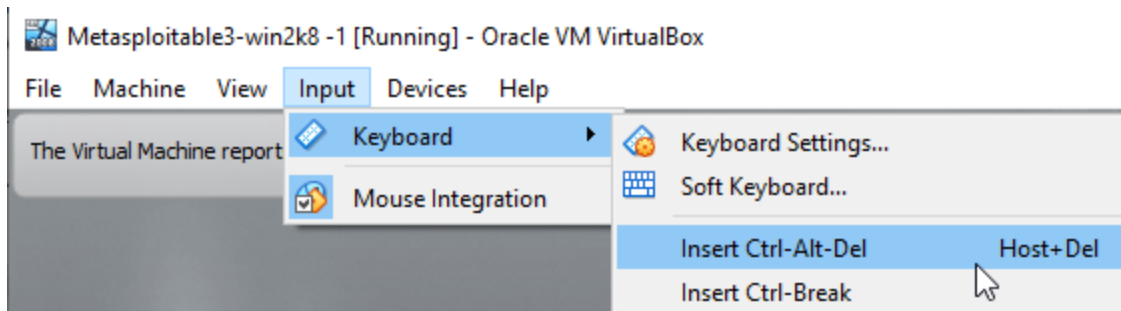 Metasploitable3-win2k8 -1 [Running] - Oracle VM VirtualBox
File Machine View Input Devices Help
The Virtual Machine report
Keyboard
Mouse Integration
Keyboard Settings...
Soft Keyboard...
Insert Ctrl-Alt-Del Host+Del
Insert Ctrl-Break